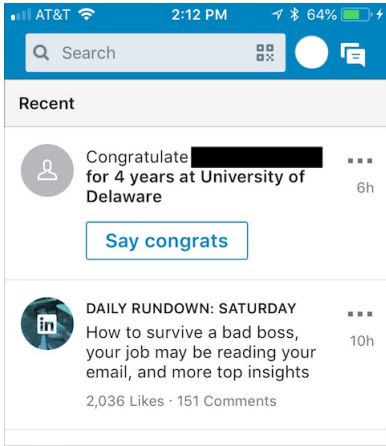 AT&T 2:12 PM 64%
Search
Recent
Congratulate
for 4 years at University of
Delaware
6h
Say congrats
in
DAILY RUNDOWN: SATURDAY
How to survive a bad boss,
your job may be reading your
email, and more top insights
10h
2,036 Likes · 151 Comments